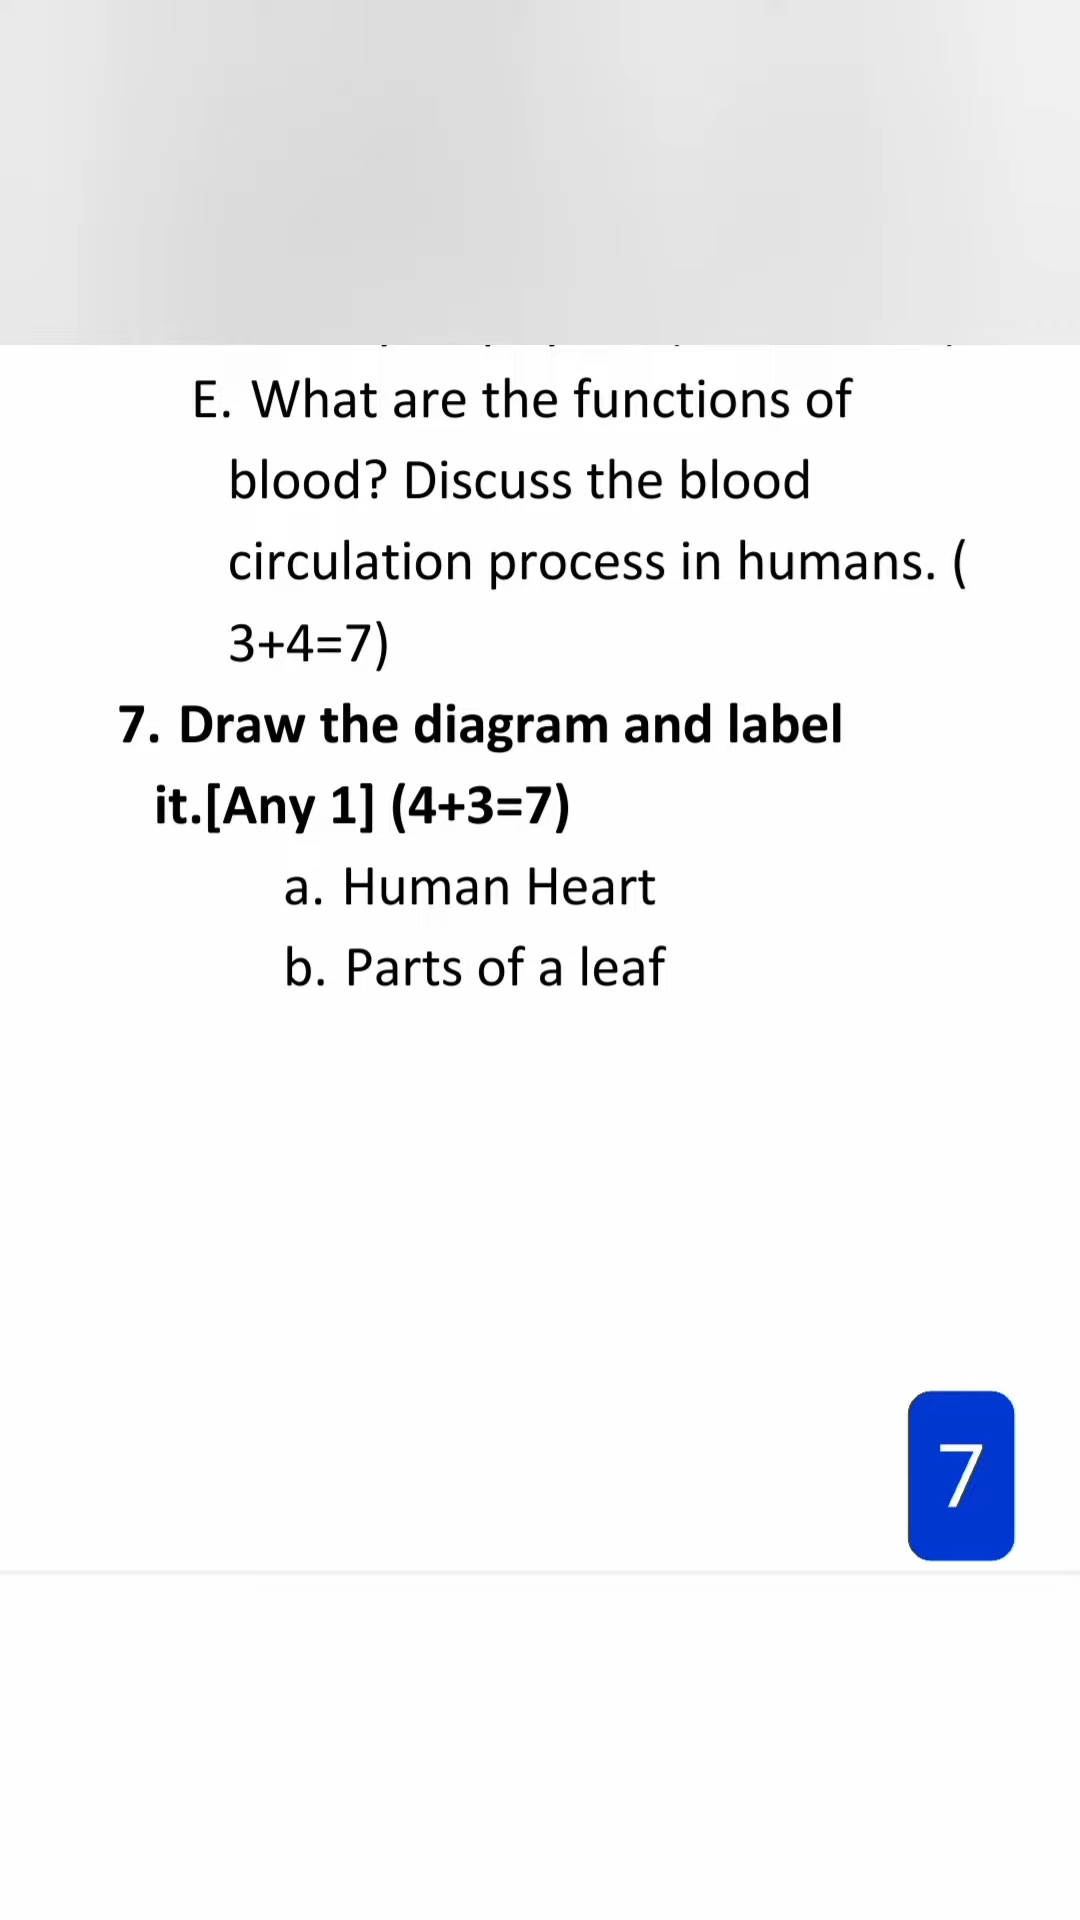 E. What are the functions of
blood? Discuss the blood
circulation process in humans. (
3+4=7)
7. Draw the diagram and label
it.[Any 1] (4+3=7)
a. Human Heart
b. Parts of a leaf
7